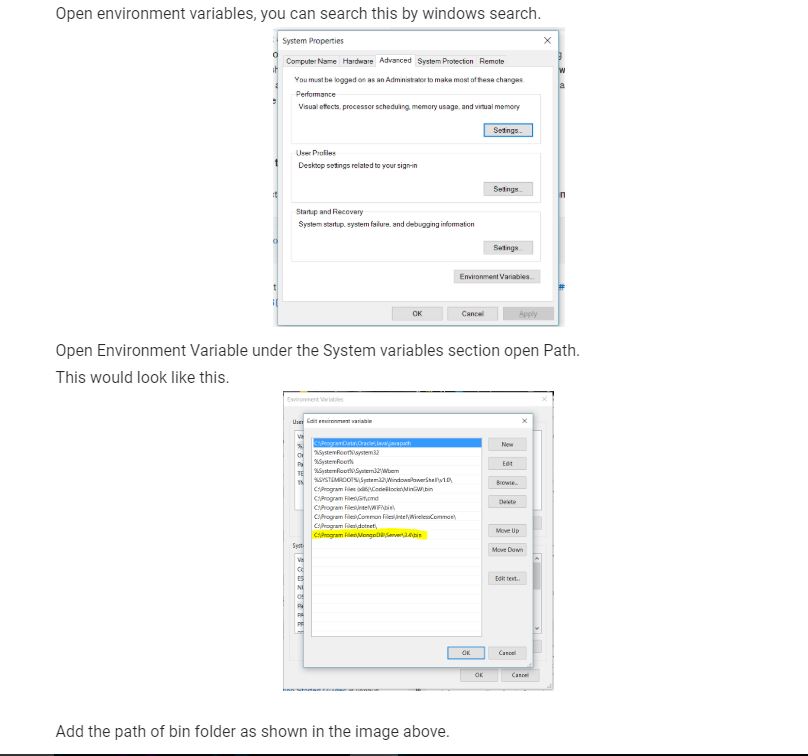 Open environment variables, you can search this by windows search.
System Properties
Computer Name Hardware Advanced System Protection Remote
You must be logged on as an Administrator to make most of these changes.
Performance
Visual effects, processor scheduling, memory usage, and virtual memory
Settings...
User Profiles
Desktop settings related to your sign-in
Settings...
Startup and Recovery
System startup, system failure, and debugging information
Settings...
Environment Variables...
OK Cancel Apply
Open Environment Variable under the System variables section open Path.
This would look like this.
Environment Variables
Edit environment variable
C:\ProgramData\Oracle\Java\javapath
%SystemRoot%\system32
%SystemRoot%
%SystemRoot%\System32\Wbem
%SYSTEMROOT%\System32\WindowsPowerShell\v1.0\
C:\Program Files (x86)\CodeBlocks\MinGW\bin
C:\Program Files\Git\cmd
C:\Program Files\Intel\WiFi\bin\
C:\Program Files\Common Files\Intel\WirelessCommon\
C:\Program Files\dotnet\
C:\Program Files\MongoDB\Server\3.4\bin
New
Edit
Browse...
Delete
Move Up
Move Down
Edit text...
OK Cancel
OK Cancel
Add the path of bin folder as shown in the image above.